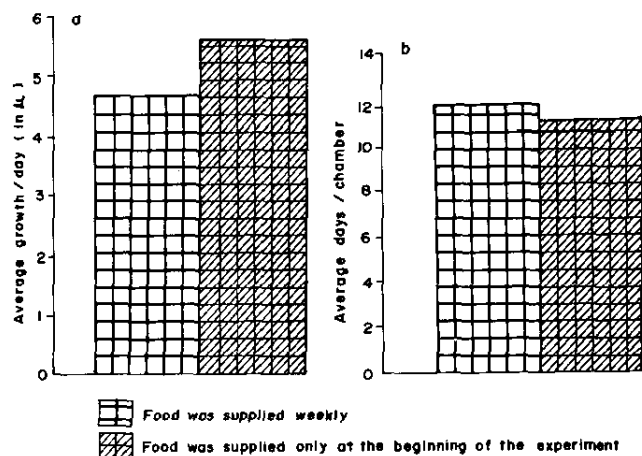 a
6
5
4
3
2
1
0
Average growth / day ( in µ )
b
14
12
10
8
6
4
2
0
Average days / chamber
Food was supplied weekly
Food was supplied only at the beginning of the experiment